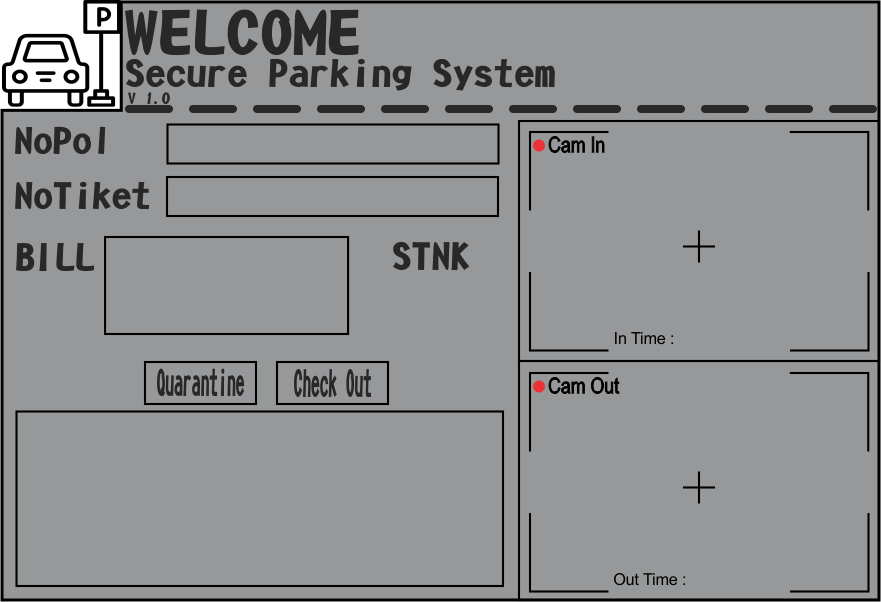 P
WELCOME
Secure Parking System
V 1.0
NoPol
NoTiket
BILL
STNK
Quarantine
Check Out
Cam In
In Time :
Cam Out
Out Time :